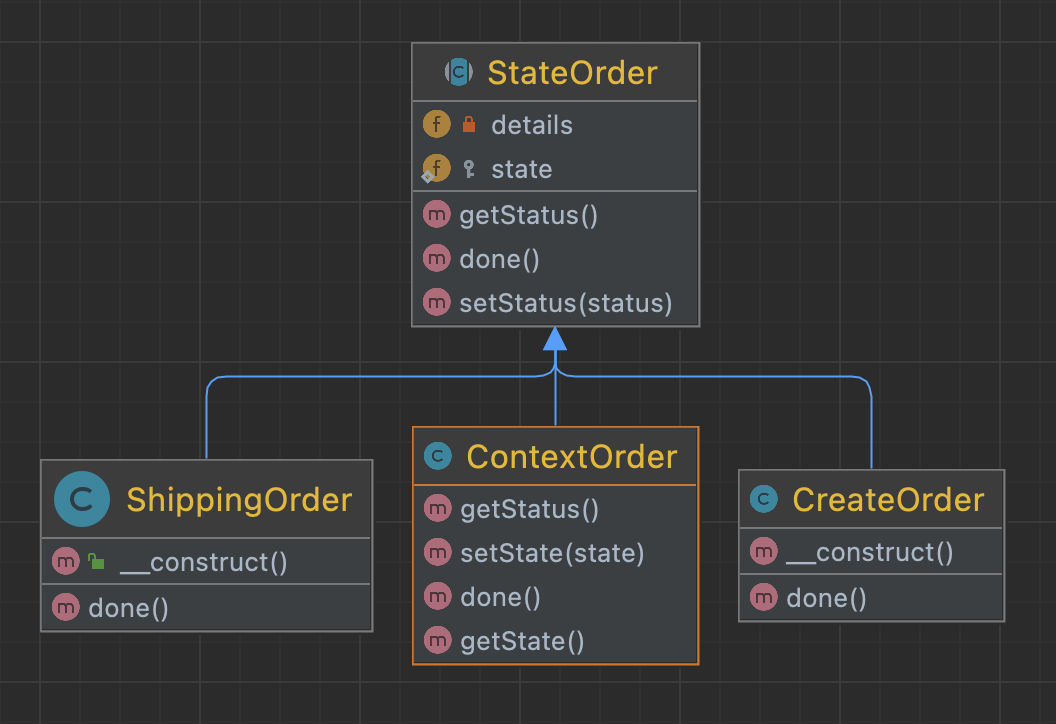 StateOrder
details
state
getStatus()
done()
setStatus(status)
ShippingOrder
__construct()
done()
ContextOrder
getStatus()
setState(state)
done()
getState()
CreateOrder
__construct()
done()